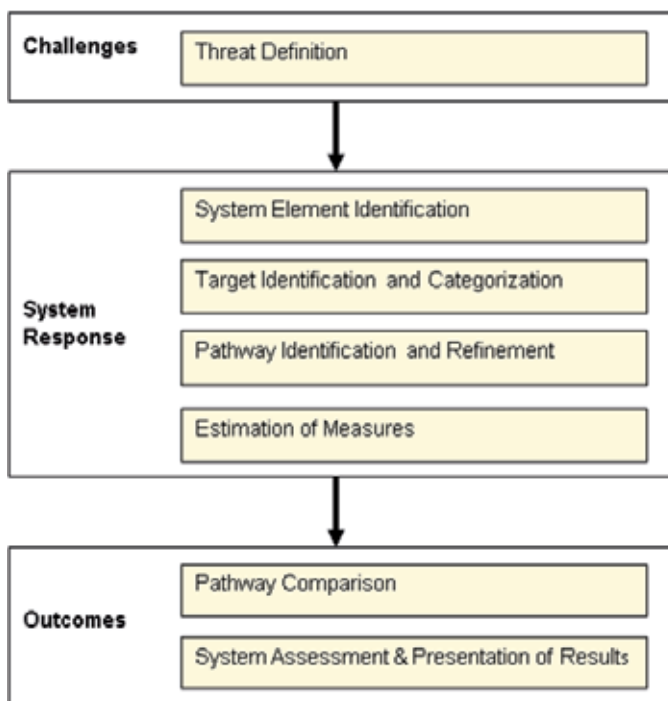 Challenges
Threat Definition
System Element Identification
Target Identification and Categorization
System
Response
Pathway Identification and Refinement
Estimation of Measures
Pathway Comparison
Outcomes
System Assessment & Presentation of Results